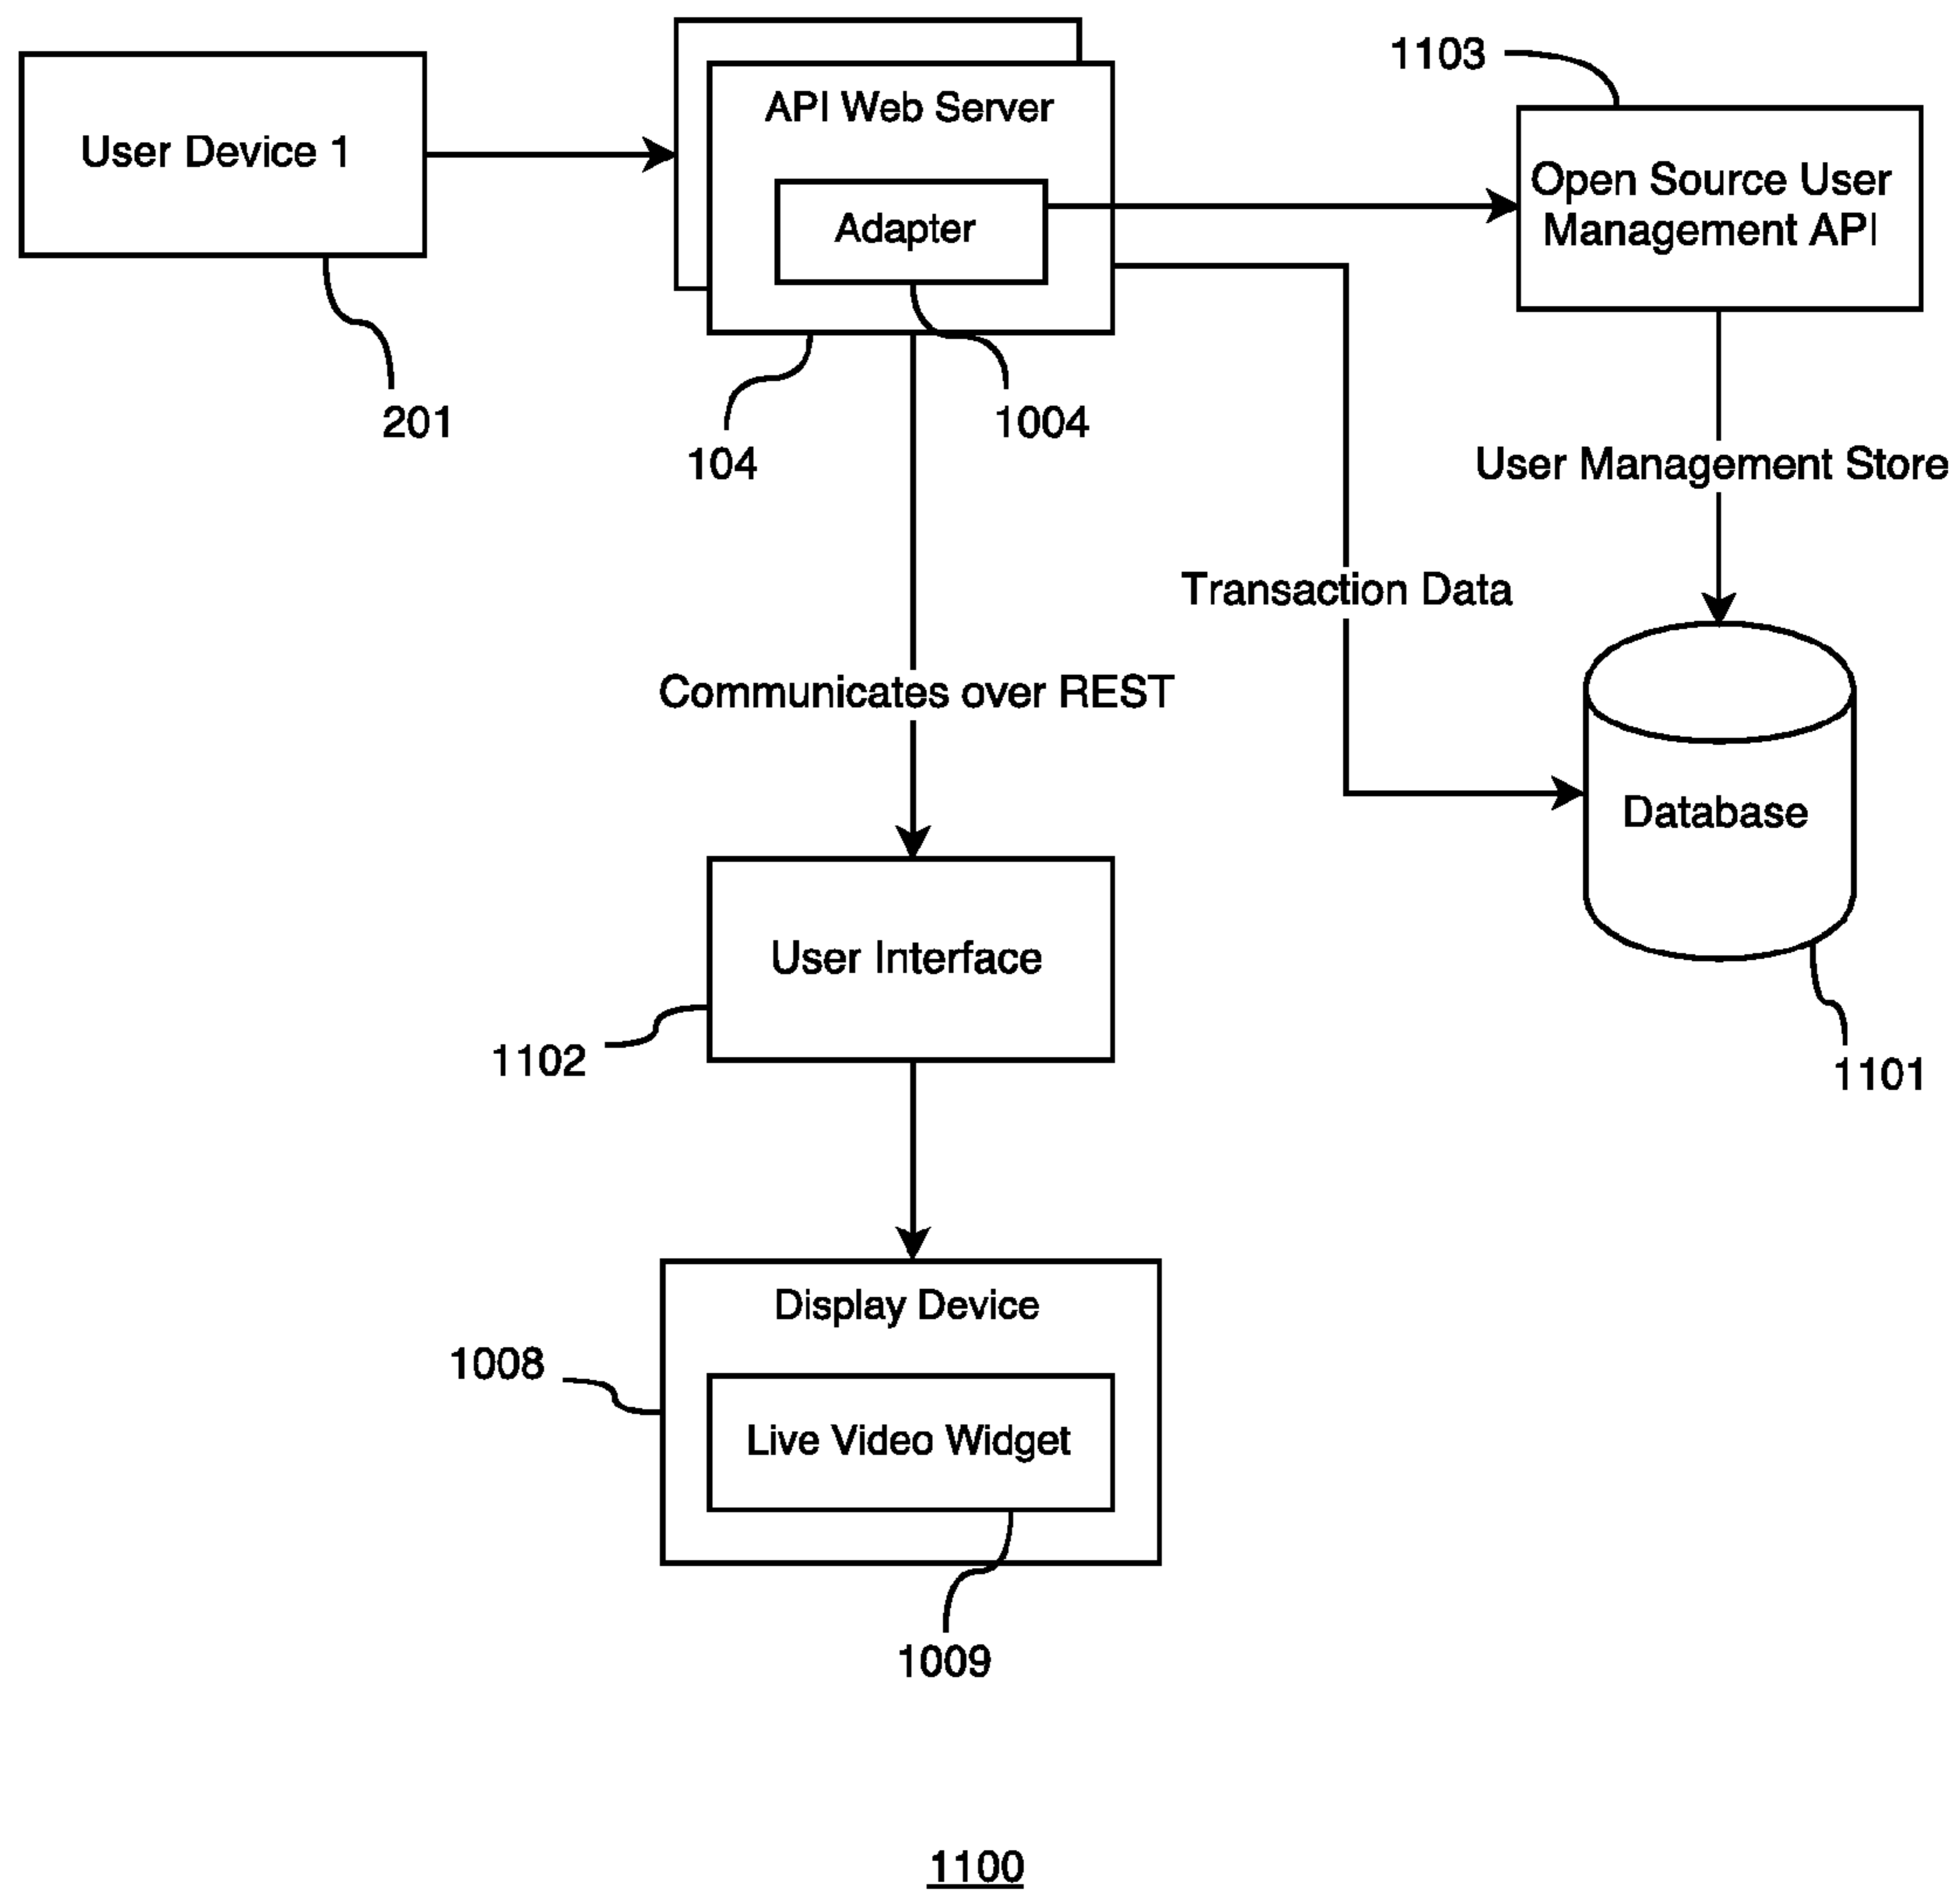 1103
API Web Server
User Device 1
Open Source User
Management API
Adapter
201
1004
104
User Management Store
Transaction Data
Communicates over REST
Database
User Interface
1102
1101
Display Device
1008
Live Video Widget
1009
1100